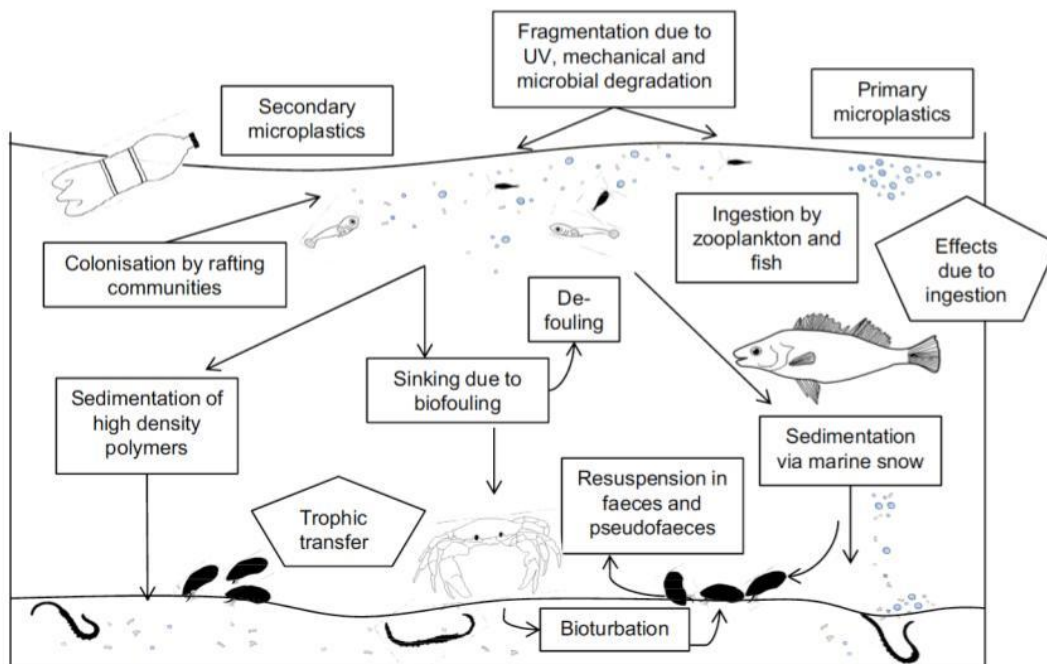 Fragmentation due to
UV, mechanical and
microbial degradation
Secondary
microplastics
Primary
microplastics
Colonisation by rafting
communities
Ingestion by
zooplankton and
fish
Effects
due to
ingestion
De-
fouling
Sinking due to
biofouling
Sedimentation of
high density
polymers
Sedimentation
via marine snow
Resuspension in
faeces and
pseudofaeces
Trophic
transfer
Bioturbation